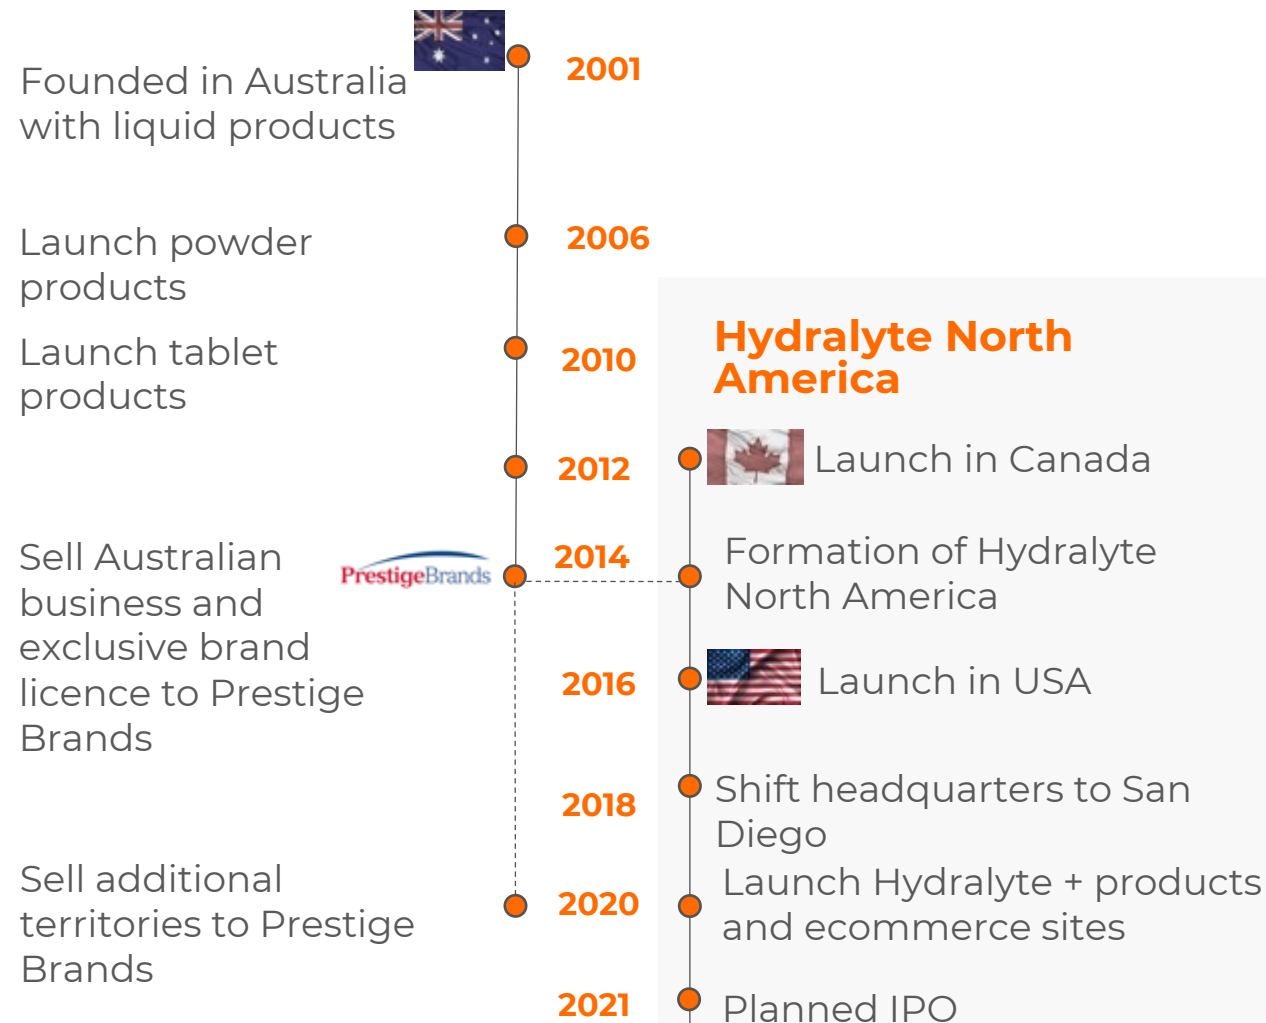 2001
Founded in Australia
with liquid products
2006
Launch powder
products
2010
Launch tablet
products
Hydralyte North
America
2012
Launch in Canada
2014
Sell Australian
business and
exclusive brand
licence to Prestige
Brands
PrestigeBrands
Formation of Hydralyte
North America
2016
Launch in USA
2018
Shift headquarters to San
Diego
2020
Sell additional
territories to Prestige
Brands
Launch Hydralyte + products
and ecommerce sites
2021
Planned IPO